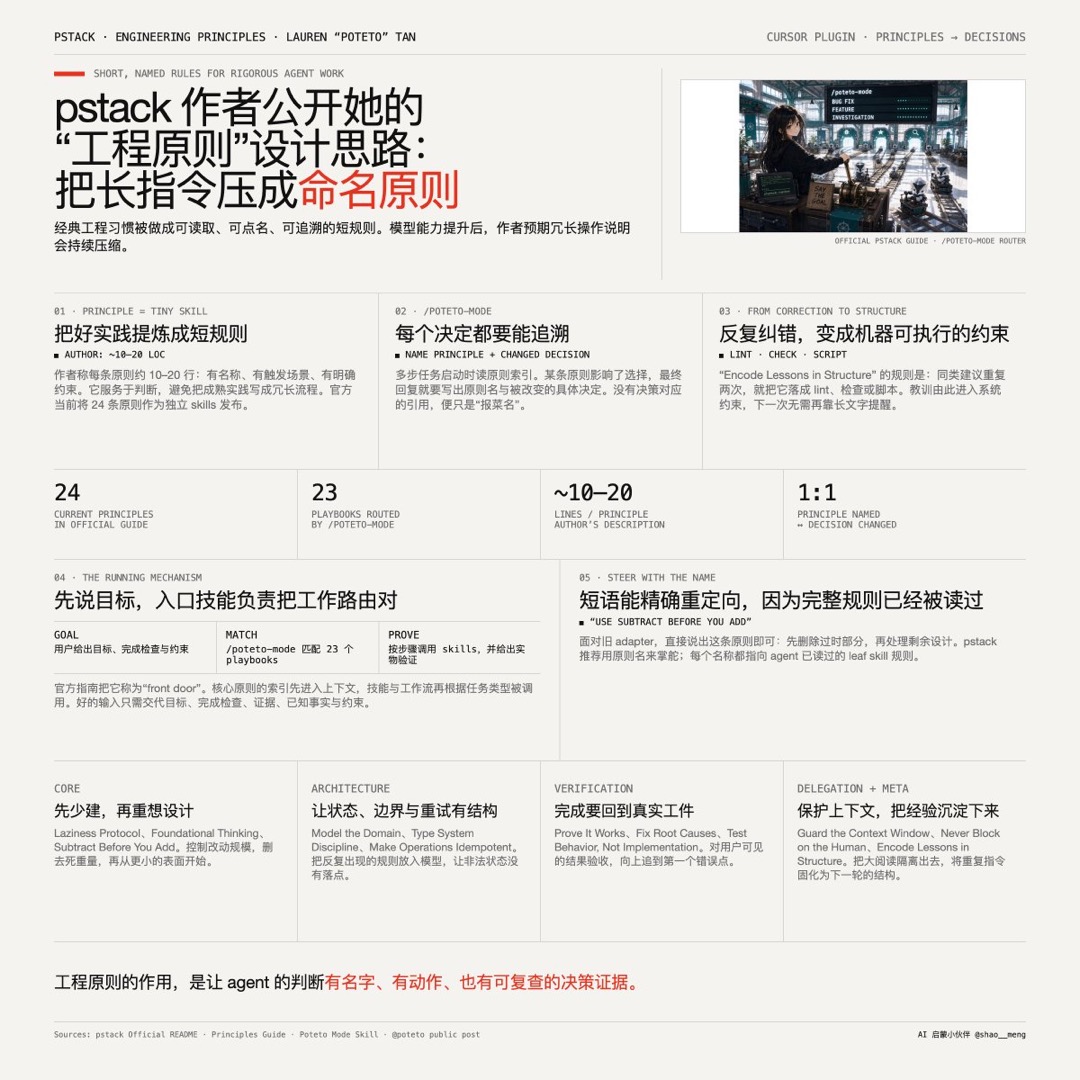 PSTACK · ENGINEERING PRINCIPLES · LAUREN “POTETO” TAN
CURSOR PLUGIN · PRINCIPLES → DECISIONS
SHORT, NAMED RULES FOR RIGOROUS AGENT WORK
pstack 作者公开她的
“工程原则”设计思路：
把长指令压成命名原则
经典工程习惯被做成可读取、可点名、可追溯的短规则。模型能力提升后，作者预期冗长操作说明
会持续压缩。
/poteto-mode
BUG FIX
FEATURE
INVESTIGATION
SAY
THE
GOAL
OFFICIAL PSTACK GUIDE · /POTETO-MODE ROUTER
01 · PRINCIPLE = TINY SKILL
把好实践提炼成短规则
■ AUTHOR: ~10–20 LOC
作者称每条原则约 10–20 行：有名称、有触发场景、有明确
约束。它服务于判断，避免把成熟实践写成冗长流程。官方
当前将 24 条原则作为独立 skills 发布。
02 · /POTETO-MODE
每个决定都要能追溯
■ NAME PRINCIPLE + CHANGED DECISION
多步任务启动时读原则索引。某条原则影响了选择，最终
回复就要写出原则名与被改变的具体决定。没有决策对应
的引用，便只是“报菜名”。
03 · FROM CORRECTION TO STRUCTURE
反复纠错，变成机器可执行的约束
■ LINT · CHECK · SCRIPT
“Encode Lessons in Structure” 的规则是：同类建议重复
两次，就把它落成 lint、检查或脚本。教训由此进入系统
约束，下一次无需再靠长文字提醒。
24
CURRENT PRINCIPLES
IN OFFICIAL GUIDE
23
PLAYBOOKS ROUTED
BY /POTETO-MODE
~10–20
LINES / PRINCIPLE
AUTHOR’S DESCRIPTION
1:1
PRINCIPLE NAMED
↔ DECISION CHANGED
04 · THE RUNNING MECHANISM
先说目标，入口技能负责把工作路由对
GOAL
用户给出目标、完成检查与约束
MATCH
/poteto-mode 匹配 23 个
playbooks
PROVE
按步骤调用 skills，并给出实
物验证
官方指南把它称为“front door”。核心原则的索引先进入上下文，技能与工作流再根据任务类型被调
用。好的输入只需交代目标、完成检查、证据、已知事实与约束。
05 · STEER WITH THE NAME
短语能精确重定向，因为完整规则已经被读过
■ “USE SUBTRACT BEFORE YOU ADD”
面对旧 adapter，直接说出这条原则即可：先删除过时部分，再处理剩余设计。pstack
推荐用原则名来掌舵；每个名称都指向 agent 已读过的 leaf skill 规则。
CORE
先少建，再重想设计
Laziness Protocol、Foundational Thinking、
Subtract Before You Add。控制改动规模，删
去死重量，再从更小的表面开始。
ARCHITECTURE
让状态、边界与重试有结构
Model the Domain、Type System
Discipline、Make Operations Idempotent。
把反复出现的规则放入模型，让非法状态没
有落点。
VERIFICATION
完成要回到真实工件
Prove It Works、Fix Root Causes、Test
Behavior, Not Implementation。对用户可见
的结果验收，向上追到第一个错误点。
DELEGATION + META
保护上下文，把经验沉淀下来
Guard the Context Window、Never Block
on the Human、Encode Lessons in
Structure。把大阅读隔离出去，将重复指令
固化为下一轮的结构。
工程原则的作用，是让 agent 的判断有名字、有动作、也有可复查的决策证据。
Sources: pstack Official README · Principles Guide · Poteto Mode Skill · @poteto public post
AI 启蒙小伙伴 @shao__meng